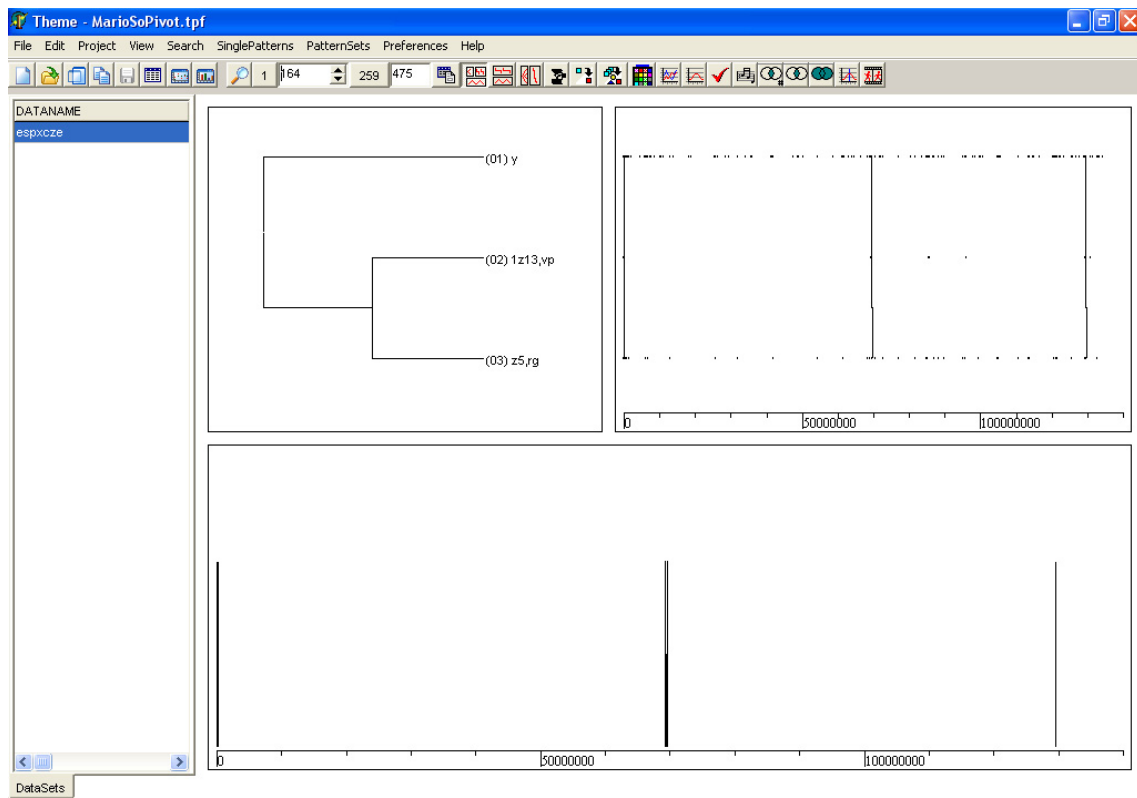 Theme - MarioSoPivot.tpf
File Edit Project View Search SinglePatterns PatternSets Preferences Help
1 164 259 475
DATANAME
espxcze
(01) y
(02) 1z13,vp
(03) z5,rg
0 50000000 100000000
0 50000000 100000000
DataSets